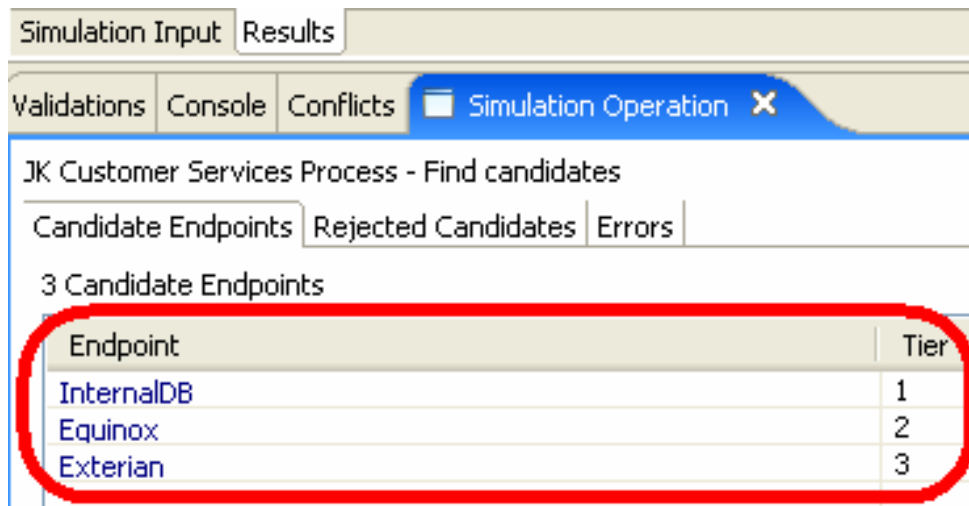 Simulation Input Results
Validations Console Conflicts Simulation Operation
JK Customer Services Process - Find candidates
Candidate Endpoints Rejected Candidates Errors
3 Candidate Endpoints
Endpoint Tier
InternalDB 1
Equinox 2
Exterian 3